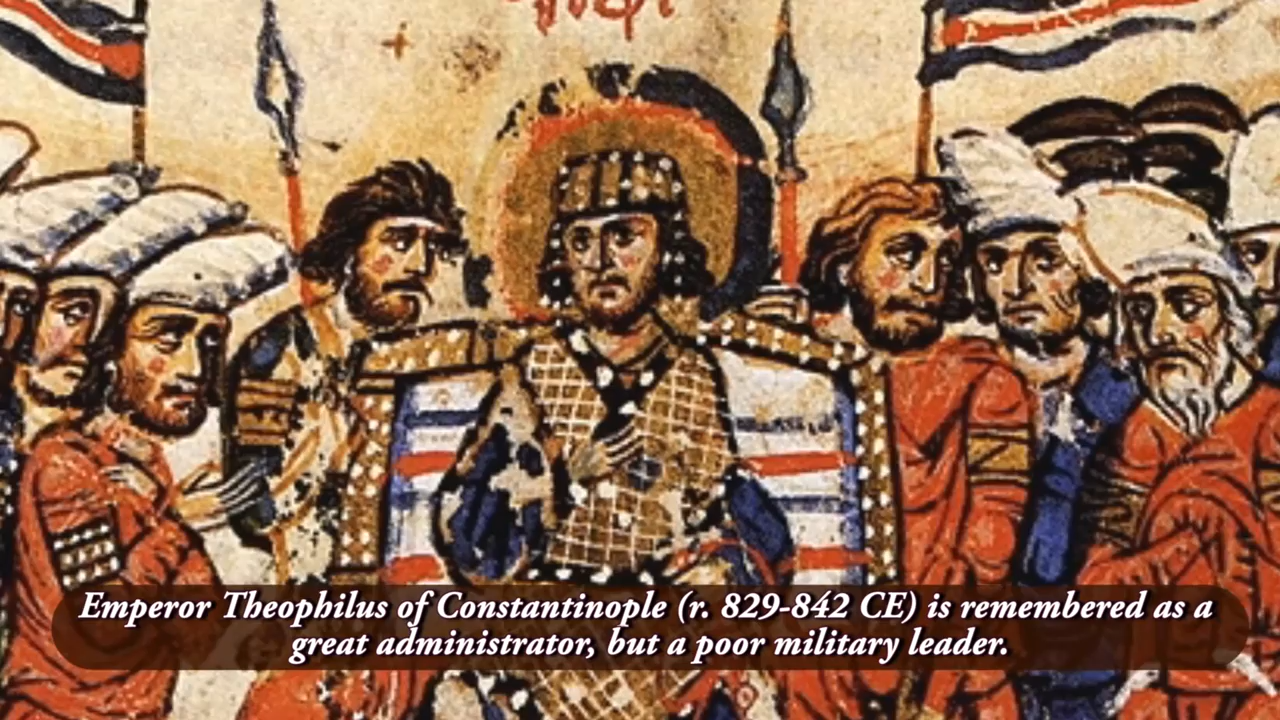 Emperor Theophilus of Constantinople (r. 829-842 CE) is remembered as a
great administrator, but a poor military leader.